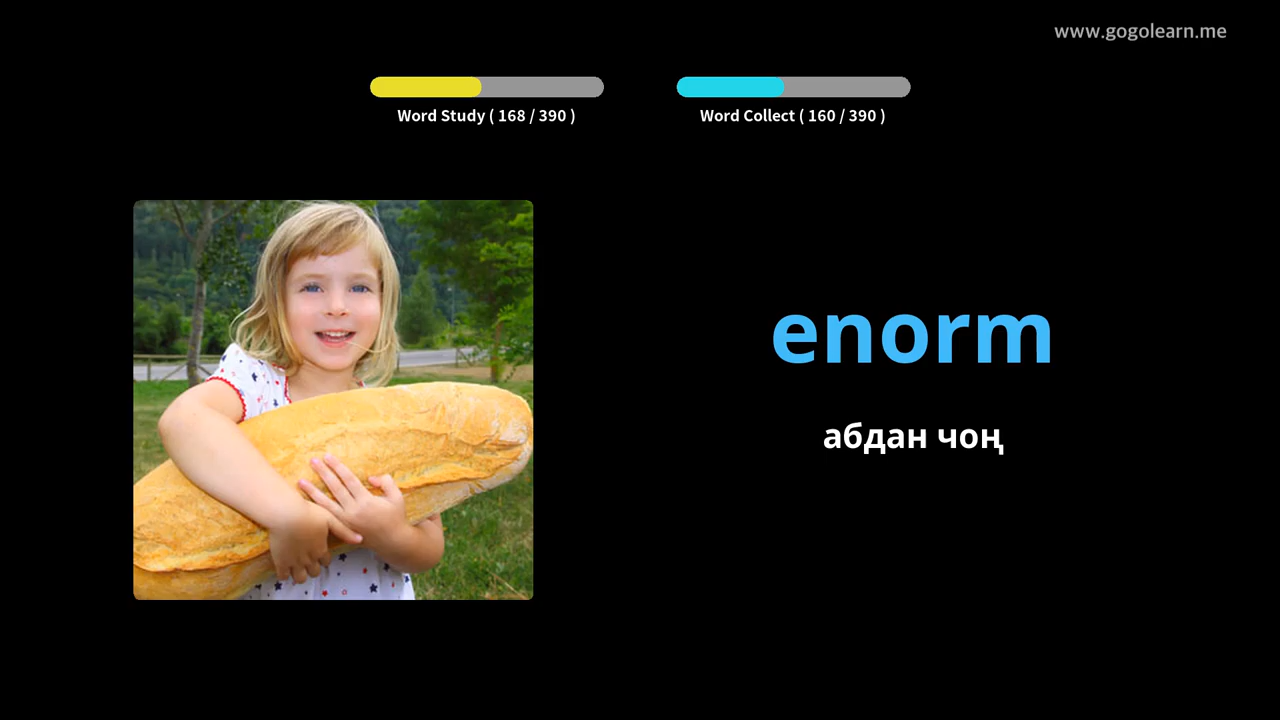 www.gogolearn.me
Word Study ( 168 / 390 )
Word Collect ( 160 / 390 )
enorm
абдан чоң